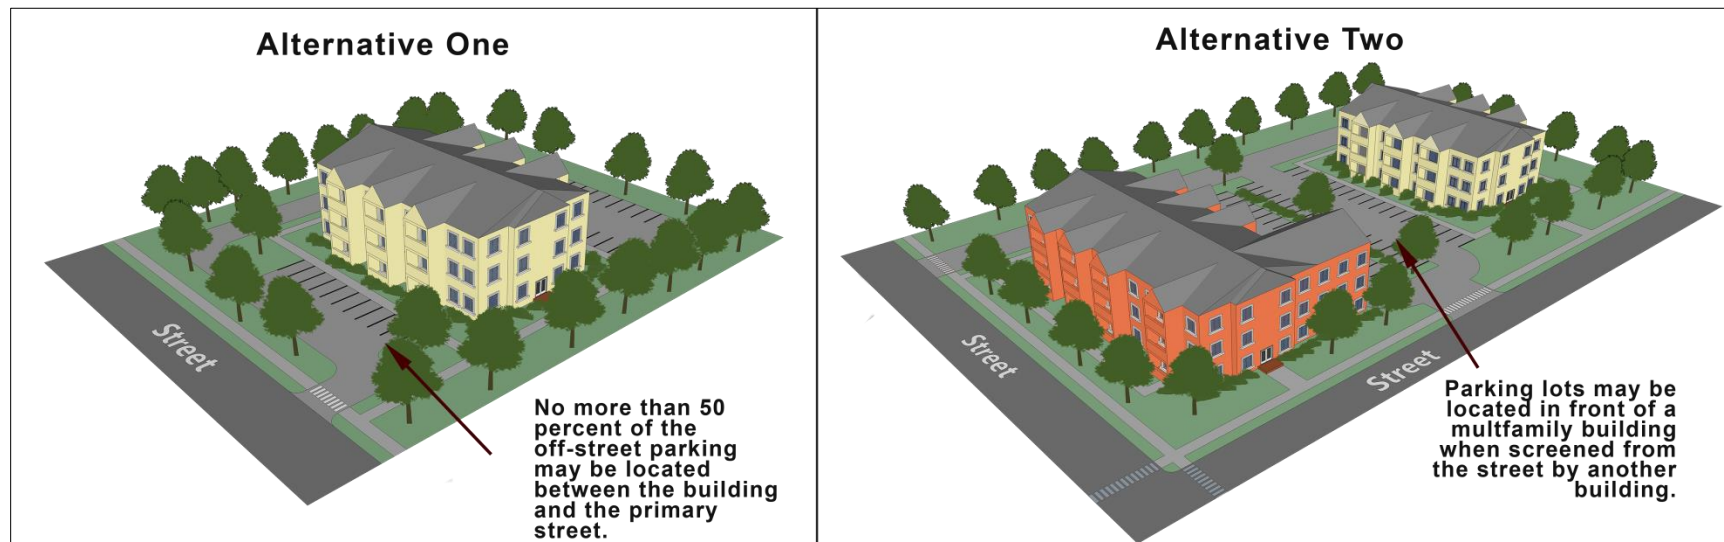 Alternative One
Street
No more than 50
percent of the
off-street parking
may be located
between the building
and the primary
street.
Alternative Two
Street
Street
Parking lots may be
located in front of a
multfamily building
when screened from
the street by another
building.